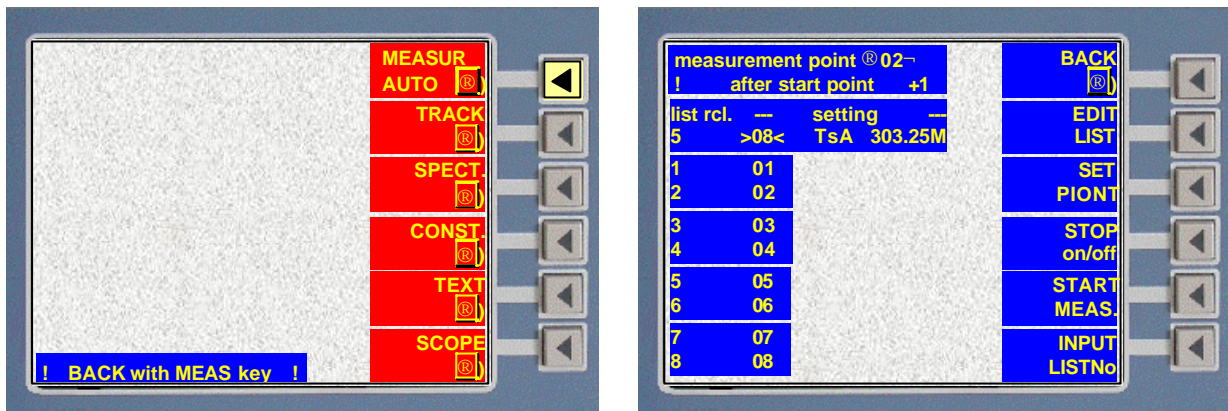 MEASUR
AUTO ®)
TRACK
®)
SPECT.
®)
CONST.
®)
TEXT
®)
SCOPE
®)
! BACK with MEAS key !
measurement point ®02¬
! after start point +1
list rcl. --- setting ---
5 >08< TsA 303.25M
1 01
2 02
3 03
4 04
5 05
6 06
7 07
8 08
BACK
®)
EDIT
LIST
SET
PIONT
STOP
on/off
START
MEAS.
INPUT
LISTNo